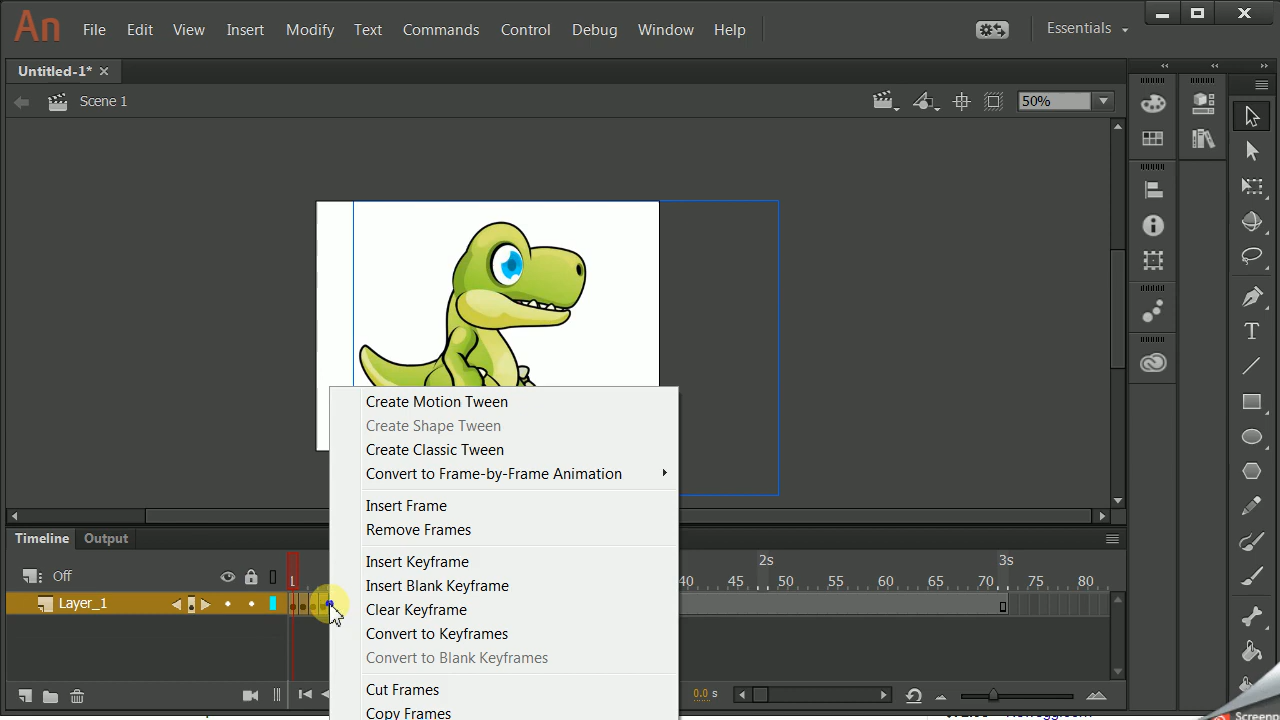 An File Edit View Insert Modify Text Commands Control Debug Window Help Essentials
Untitled-1*
Scene 1 50%
Create Motion Tween
Create Shape Tween
Create Classic Tween
Convert to Frame-by-Frame Animation
Insert Frame
Remove Frames
Insert Keyframe
Insert Blank Keyframe
Clear Keyframe
Convert to Keyframes
Convert to Blank Keyframes
Cut Frames
Copy Frames
Timeline Output
2s 3s
Off 1 40 45 50 55 60 65 70 75 80
Layer_1
0.0 s